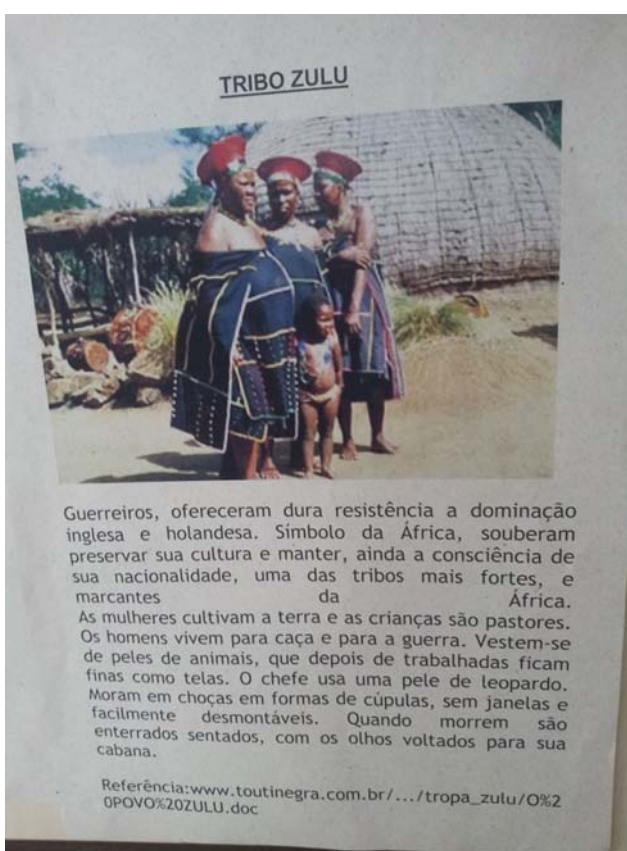 TRIBO ZULU
Guerreiros, ofereceram dura resistência a dominação
inglesa e holandesa. Símbolo da África, souberam
preservar sua cultura e manter, ainda a consciência de
sua nacionalidade, uma das tribos mais fortes, e
marcantes da África.
As mulheres cultivam a terra e as crianças são pastores.
Os homens vivem para caça e para a guerra. Vestem-se
de peles de animais, que depois de trabalhadas ficam
finas como telas. O chefe usa uma pele de leopardo.
Moram em choças em formas de cúpulas, sem janelas e
facilmente desmontáveis. Quando morrem são
enterrados sentados, com os olhos voltados para sua
cabana.
Referência:www.toutinegra.com.br/.../tropa_zulu/O%2
0POVO%20ZULU.doc